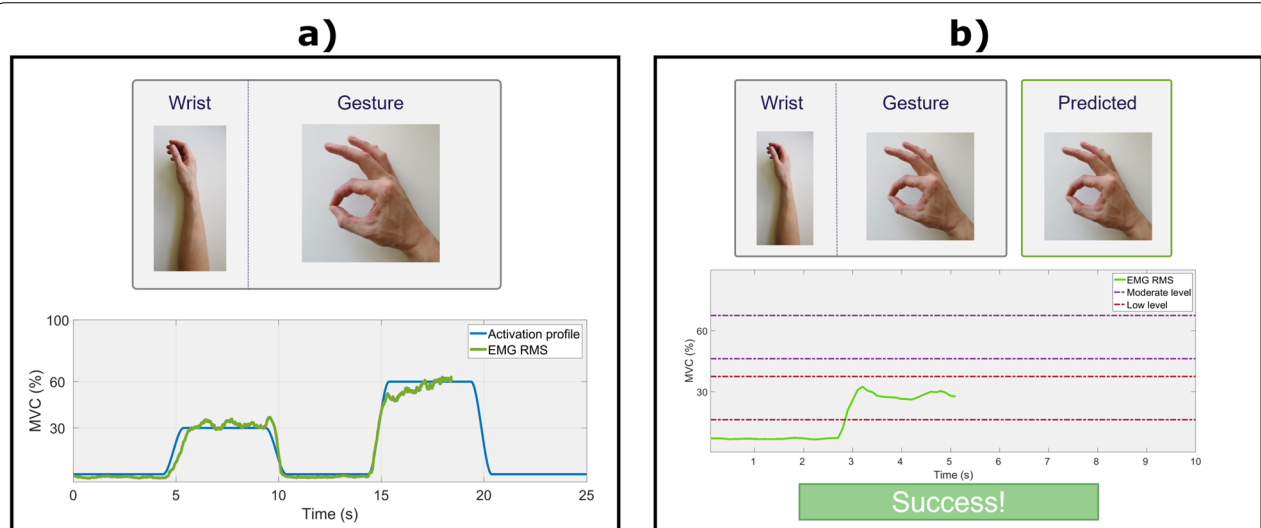 a)
Wrist Gesture
100
60
30
MVC (%)
Activation profile
EMG RMS
0 5 10 15 20 25
Time (s)
b)
Wrist Gesture Predicted
60
30
MVC (%)
EMG RMS
Moderate level
Low level
1 2 3 4 5 6 7 8 9 10
Time (s)
Success!